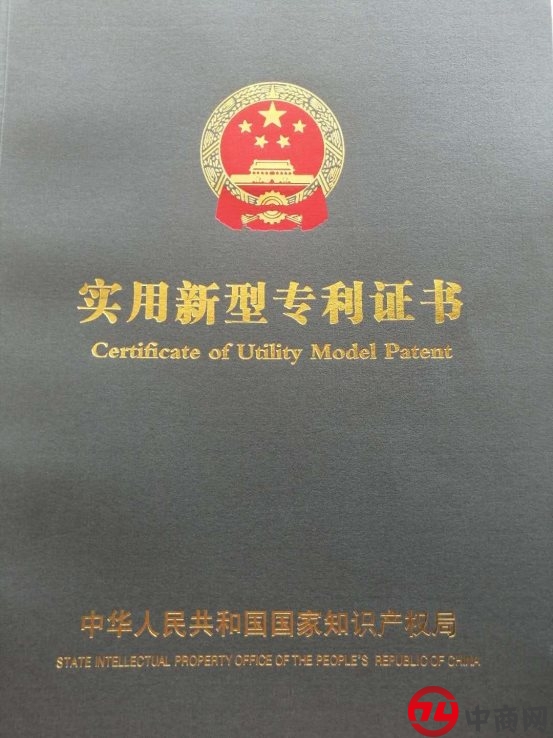 实用新型专利证书
Certificate of Utility Model Patent
中华人民共和国国家知识产权局
STATE INTELLECTUAL PROPERTY OFFICE OF THE PEOPLE'S REPUBLIC OF CHINA
中商网